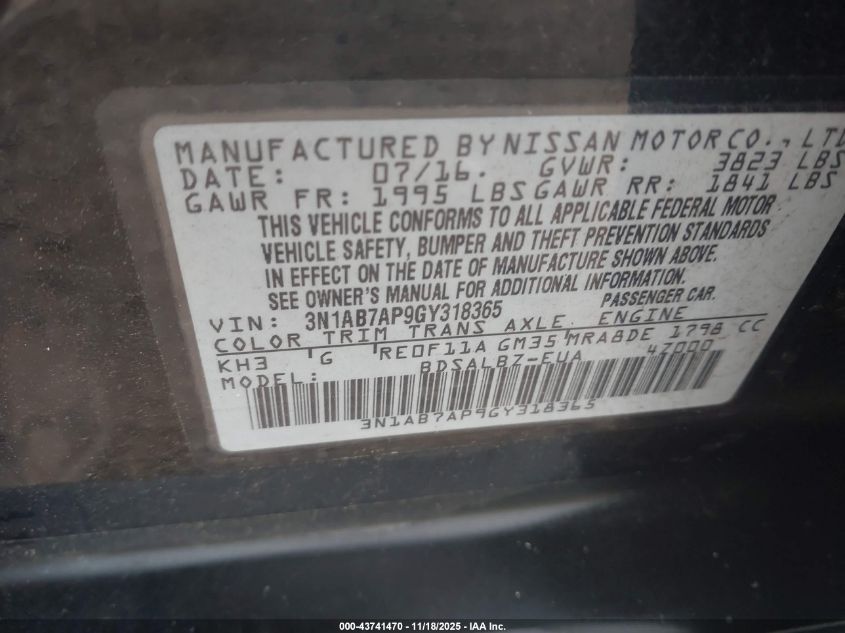 MANUFACTURED BY NISSAN MOTOR CO., LTD
DATE: 07/16. GVWR: 3823 LBS
GAWR FR: 1995 LBS GAWR RR: 1841 LBS
THIS VEHICLE CONFORMS TO ALL APPLICABLE FEDERAL MOTOR
VEHICLE SAFETY, BUMPER AND THEFT PREVENTION STANDARDS
IN EFFECT ON THE DATE OF MANUFACTURE SHOWN ABOVE.
SEE OWNER'S MANUAL FOR ADDITIONAL INFORMATION.
VIN: 3N1AB7AP9GY318365 PASSENGER CAR.
COLOR TRIM TRANS AXLE ENGINE
KH3 G RE0F11A GM35 MRA8DE 1798 CC
MODEL: BDSALBZ-EUA 47000
3N1AB7AP9GY318365
000-43741470 - 11/18/2025 - IAA Inc.